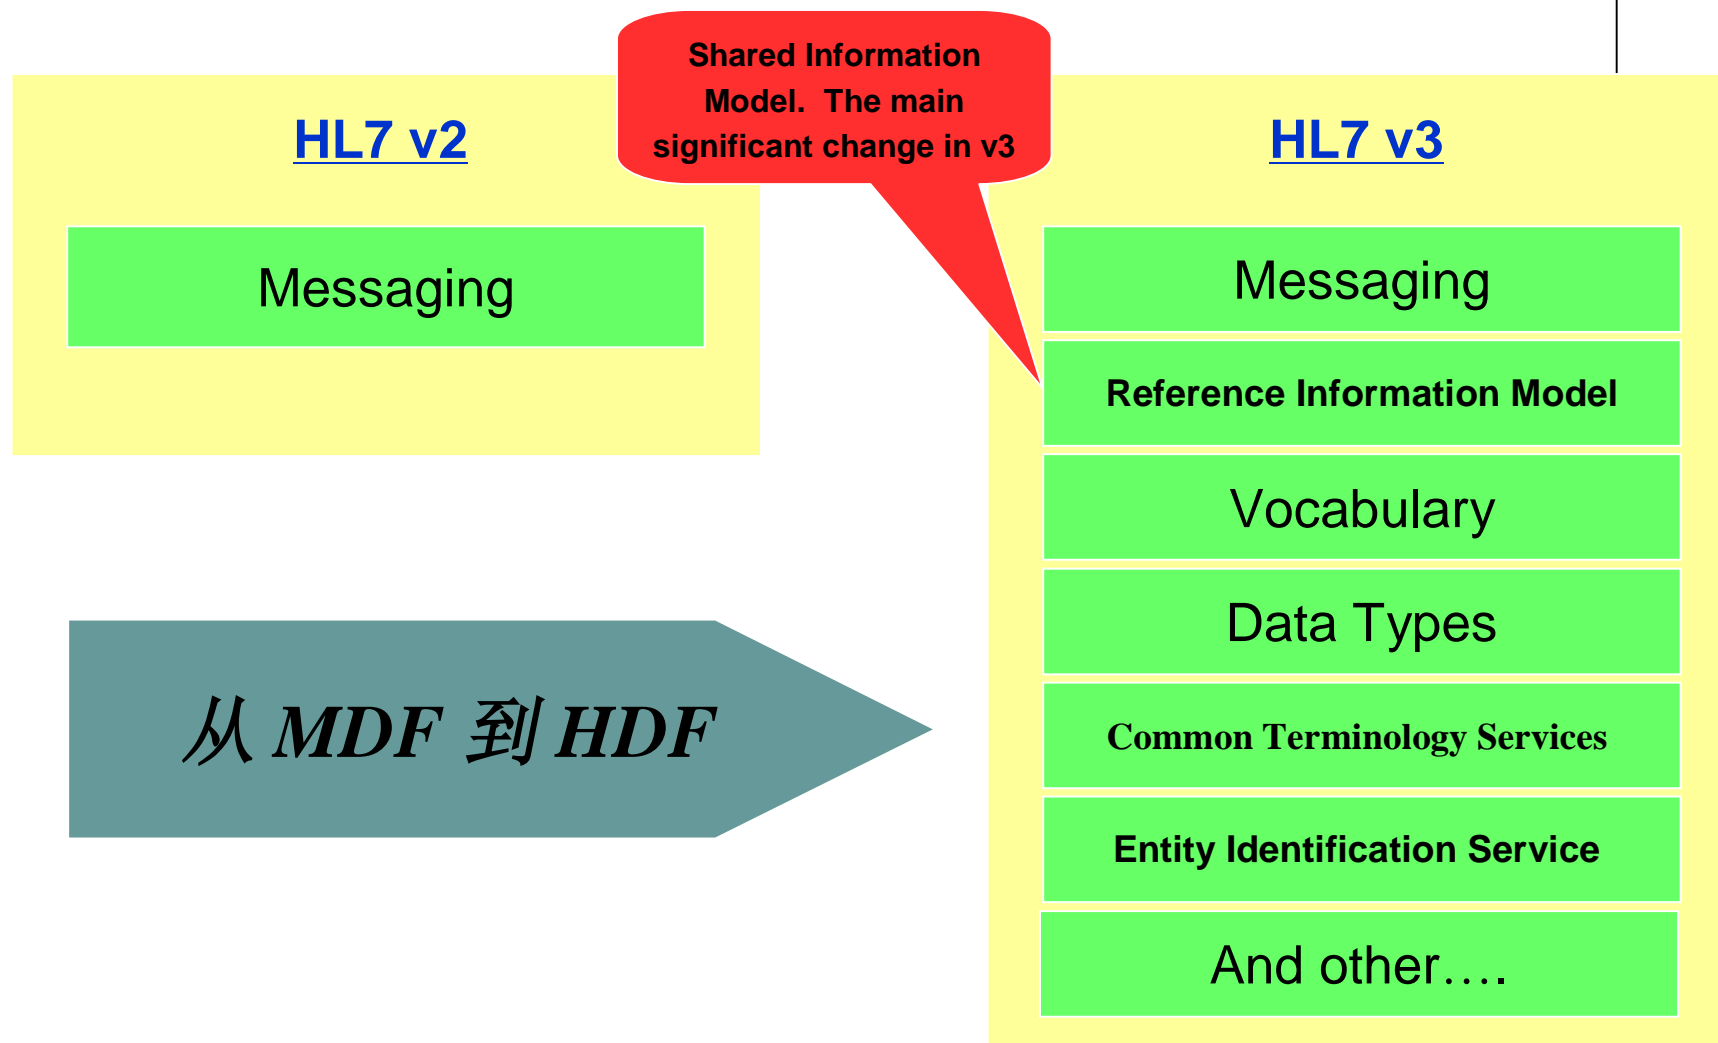 Shared Information
Model.  The main
significant change in v3
HL7 v2
Messaging
从 MDF 到 HDF
HL7 v3
Messaging
Reference Information Model
Vocabulary
Data Types
Common Terminology Services
Entity Identification Service
And other….